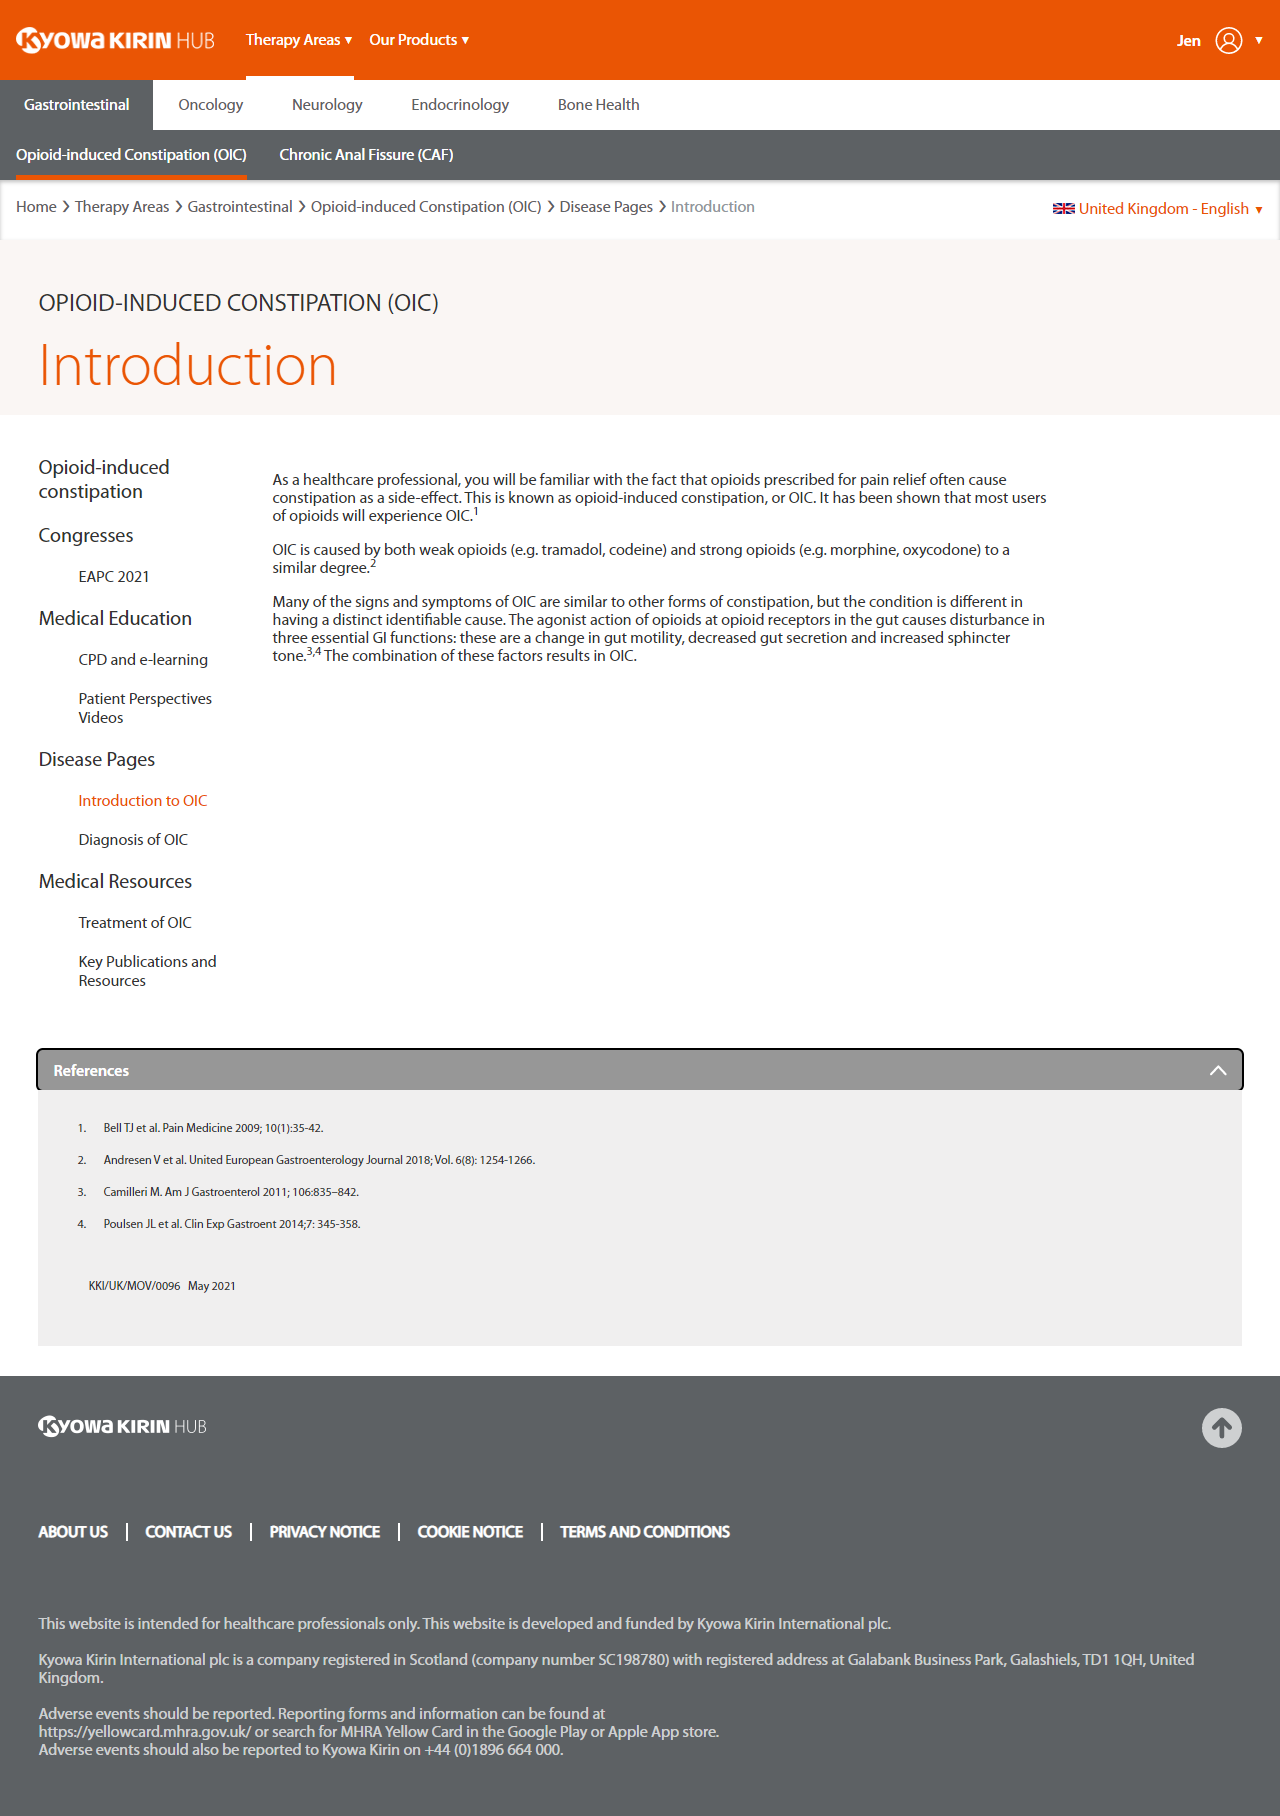 KYOWA KIRIN HUB
Therapy Areas ▼ Our Products ▼
Jen ▼
Gastrointestinal Oncology Neurology Endocrinology Bone Health
Opioid-induced Constipation (OIC) Chronic Anal Fissure (CAF)
Home > Therapy Areas > Gastrointestinal > Opioid-induced Constipation (OIC) > Disease Pages > Introduction
United Kingdom - English ▼
OPIOID-INDUCED CONSTIPATION (OIC)
Introduction
Opioid-induced
constipation
Congresses
EAPC 2021
Medical Education
CPD and e-learning
Patient Perspectives
Videos
Disease Pages
Introduction to OIC
Diagnosis of OIC
Medical Resources
Treatment of OIC
Key Publications and
Resources
As a healthcare professional, you will be familiar with the fact that opioids prescribed for pain relief often cause
constipation as a side-effect. This is known as opioid-induced constipation, or OIC. It has been shown that most users
of opioids will experience OIC.1
OIC is caused by both weak opioids (e.g. tramadol, codeine) and strong opioids (e.g. morphine, oxycodone) to a
similar degree.2
Many of the signs and symptoms of OIC are similar to other forms of constipation, but the condition is different in
having a distinct identifiable cause. The agonist action of opioids at opioid receptors in the gut causes disturbance in
three essential GI functions: these are a change in gut motility, decreased gut secretion and increased sphincter
tone.3,4 The combination of these factors results in OIC.
References
1. Bell TJ et al. Pain Medicine 2009; 10(1):35-42.
2. Andresen V et al. United European Gastroenterology Journal 2018; Vol. 6(8): 1254-1266.
3. Camilleri M. Am J Gastroenterol 2011; 106:835–842.
4. Poulsen JL et al. Clin Exp Gastroent 2014;7: 345-358.
KKI/UK/MOV/0096 May 2021
KYOWA KIRIN HUB
ABOUT US | CONTACT US | PRIVACY NOTICE | COOKIE NOTICE | TERMS AND CONDITIONS
This website is intended for healthcare professionals only. This website is developed and funded by Kyowa Kirin International plc.
Kyowa Kirin International plc is a company registered in Scotland (company number SC198780) with registered address at Galabank Business Park, Galashiels, TD1 1QH, United
Kingdom.
Adverse events should be reported. Reporting forms and information can be found at
https://yellowcard.mhra.gov.uk/ or search for MHRA Yellow Card in the Google Play or Apple App store.
Adverse events should also be reported to Kyowa Kirin on +44 (0)1896 664 000.